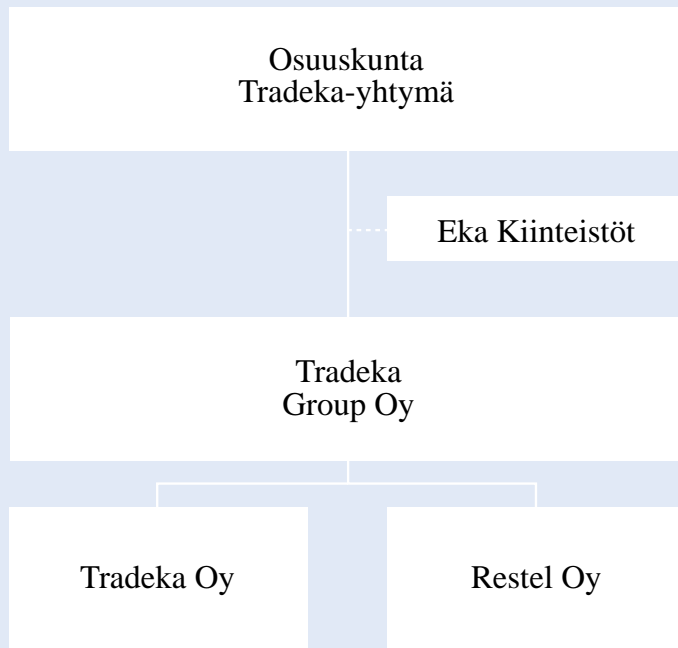 Osuuskunta
Tradeka-yhtymä
Eka Kiinteistöt
Tradeka
Group Oy
Tradeka Oy
Restel Oy